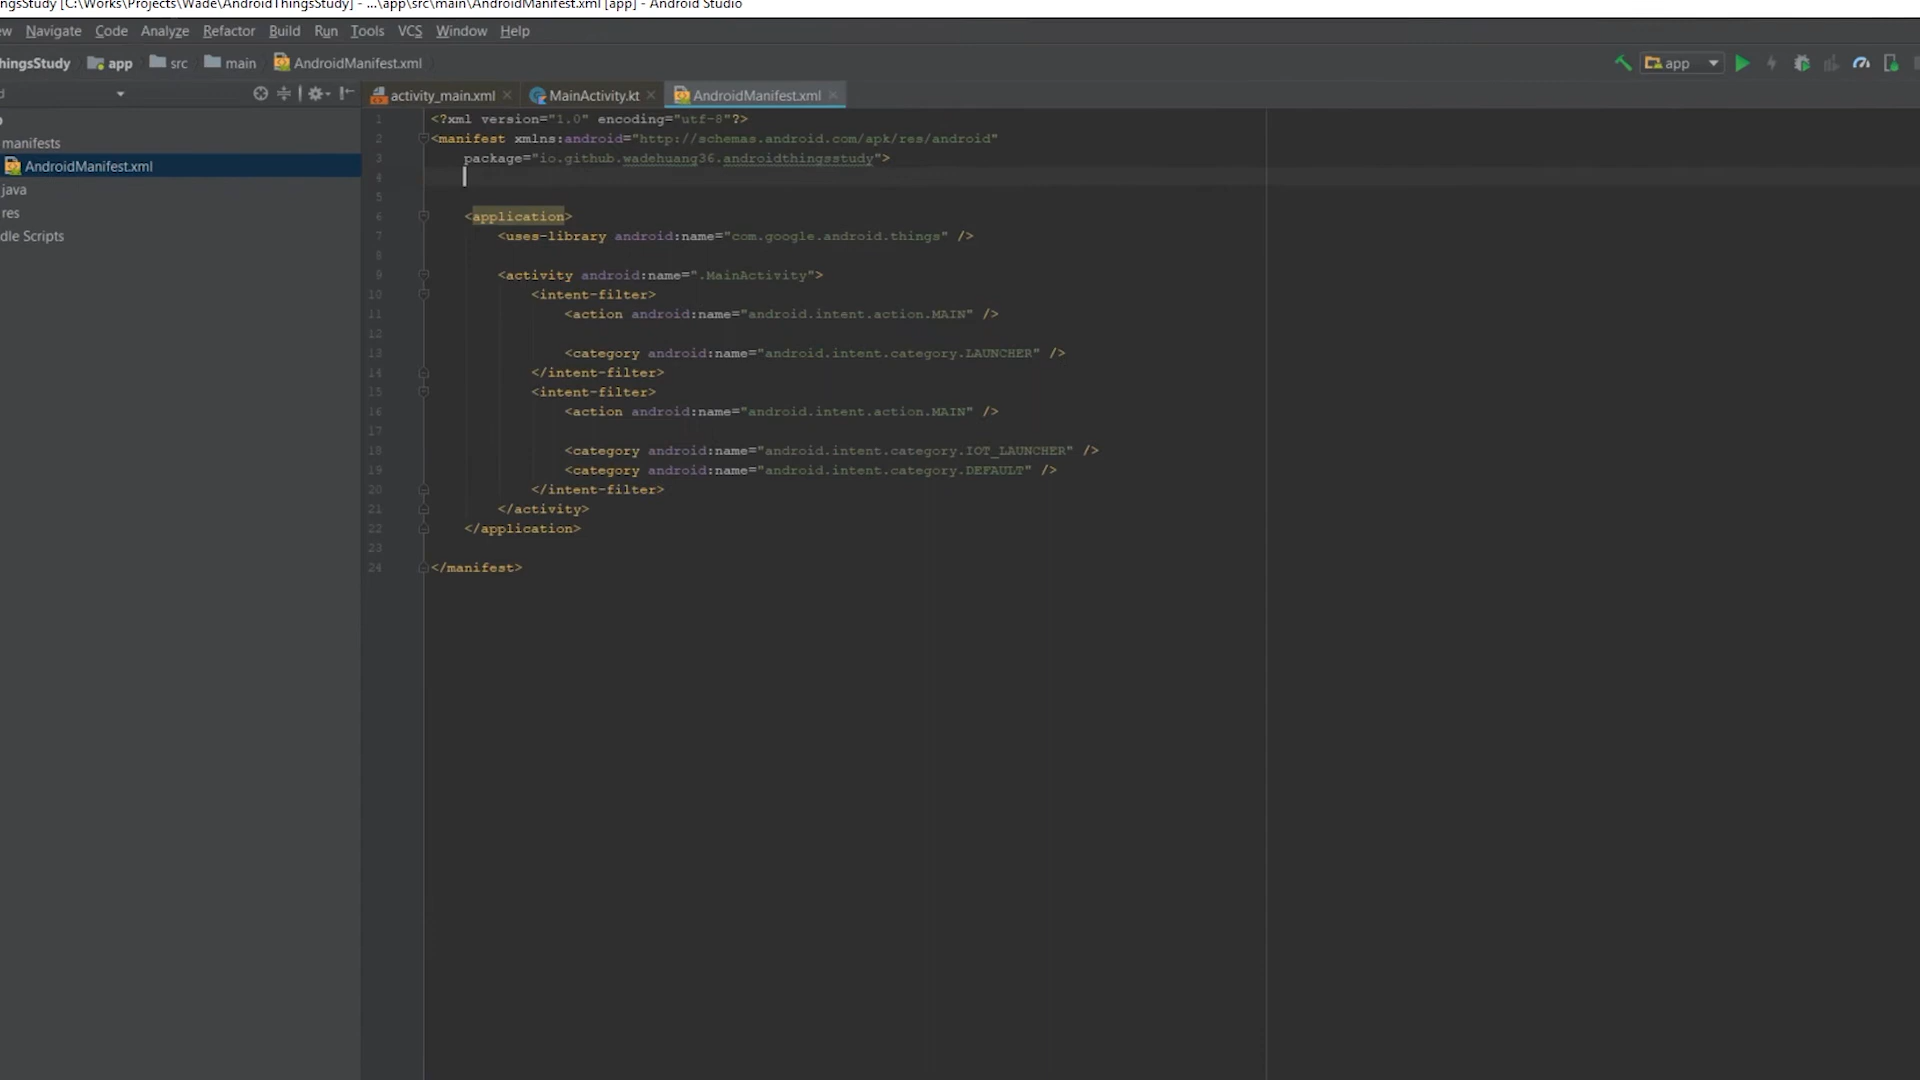 ngsStudy [C:\Works\Projects\Wade\AndroidThingsStudy] - ...\app\src\main\AndroidManifest.xml [app] - Android Studio
ew Navigate Code Analyze Refactor Build Run Tools VCS Window Help
hingsStudy app src main AndroidManifest.xml app
activity_main.xml MainActivity.kt AndroidManifest.xml
manifests
AndroidManifest.xml
java
res
dle Scripts
1 <?xml version="1.0" encoding="utf-8"?>
2 <manifest xmlns:android="http://schemas.android.com/apk/res/android"
3 package="io.github.wadehuang36.androidthingsstudy">
4
5
6 <application>
7 <uses-library android:name="com.google.android.things" />
8
9 <activity android:name=".MainActivity">
10 <intent-filter>
11 <action android:name="android.intent.action.MAIN" />
12
13 <category android:name="android.intent.category.LAUNCHER" />
14 </intent-filter>
15 <intent-filter>
16 <action android:name="android.intent.action.MAIN" />
17
18 <category android:name="android.intent.category.IOT_LAUNCHER" />
19 <category android:name="android.intent.category.DEFAULT" />
20 </intent-filter>
21 </activity>
22 </application>
23
24 </manifest>